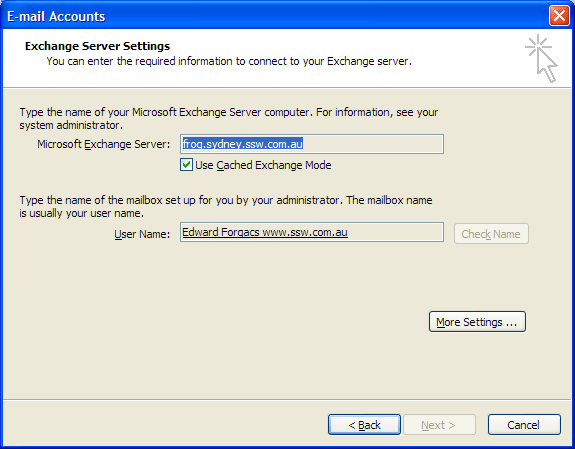 E-mail Accounts
Exchange Server Settings
You can enter the required information to connect to your Exchange server.
Type the name of your Microsoft Exchange Server computer. For information, see your
system administrator.
Microsoft Exchange Server: frog.sydney.ssw.com.au
Use Cached Exchange Mode
Type the name of the mailbox set up for you by your administrator. The mailbox name
is usually your user name.
User Name: Edward Forgacs www.ssw.com.au Check Name
More Settings ...
< Back Next > Cancel